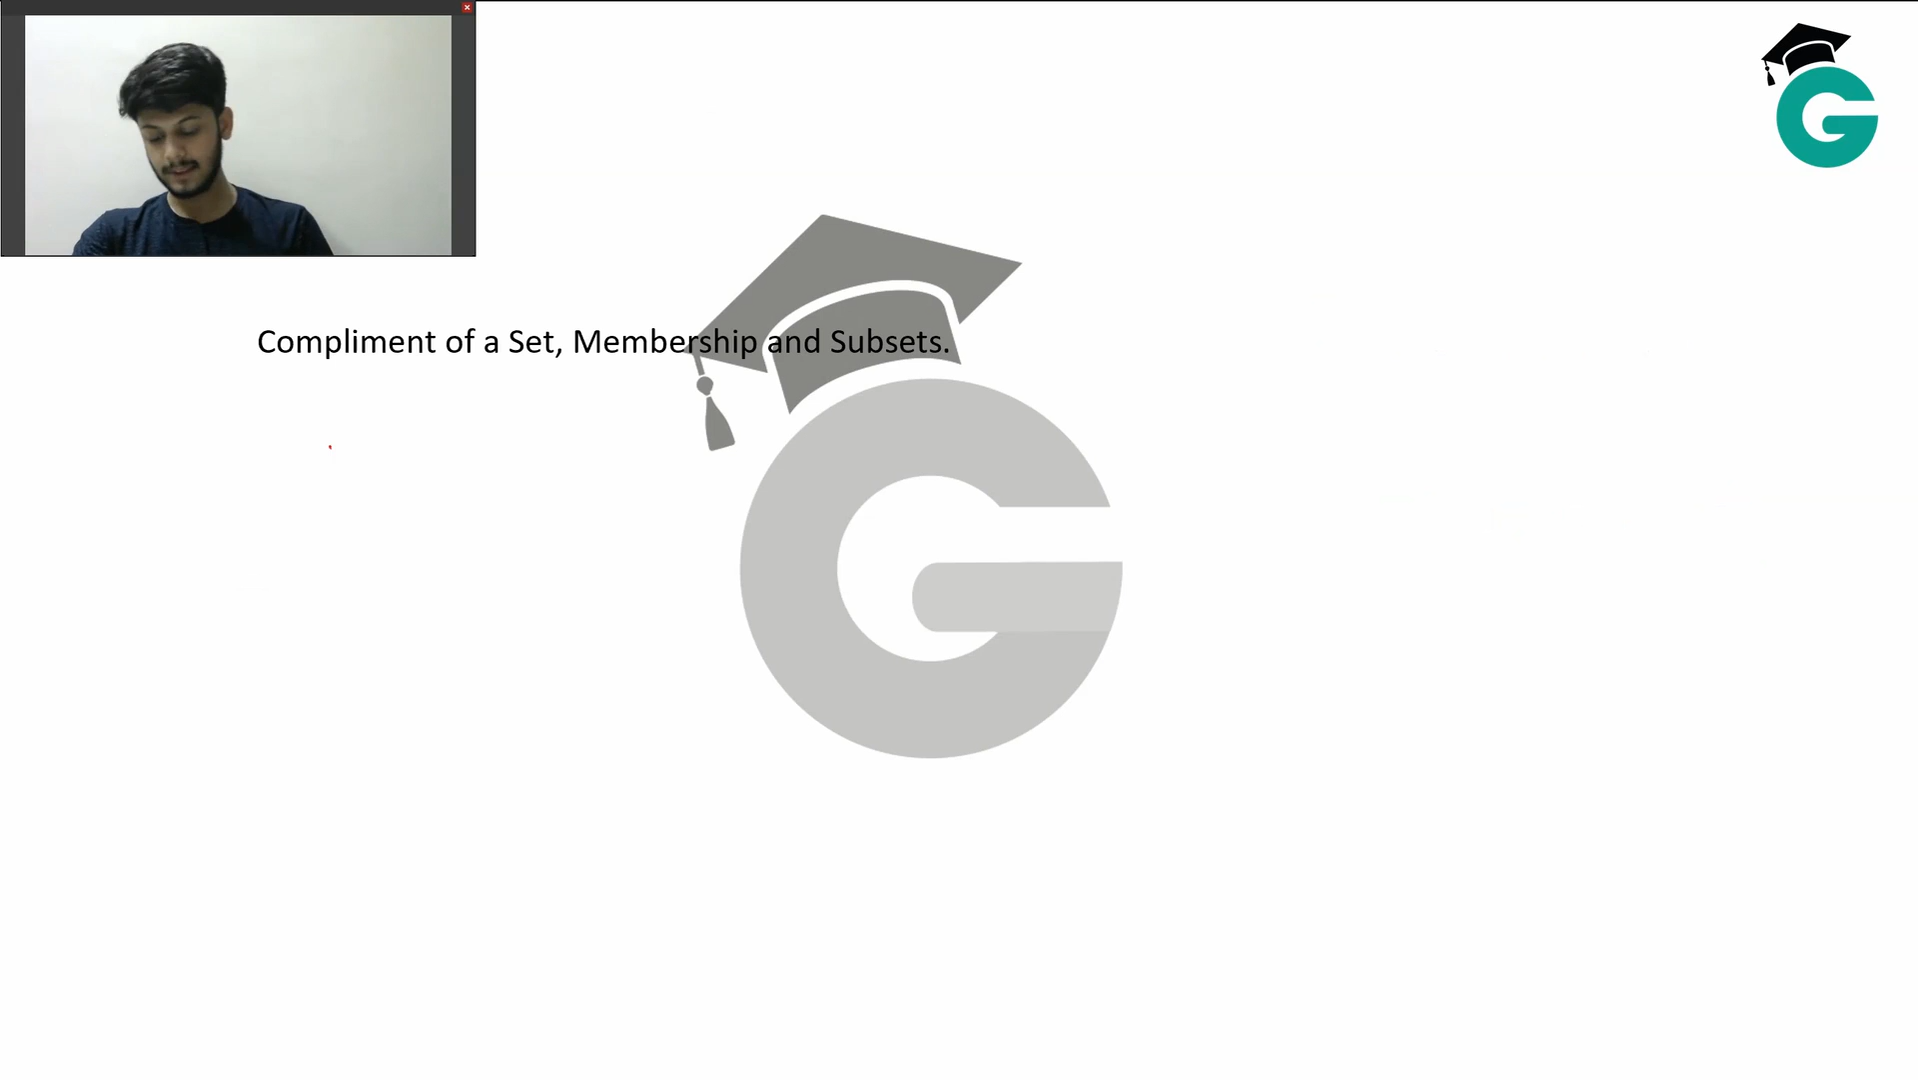 Compliment of a Set, Membership and Subsets.